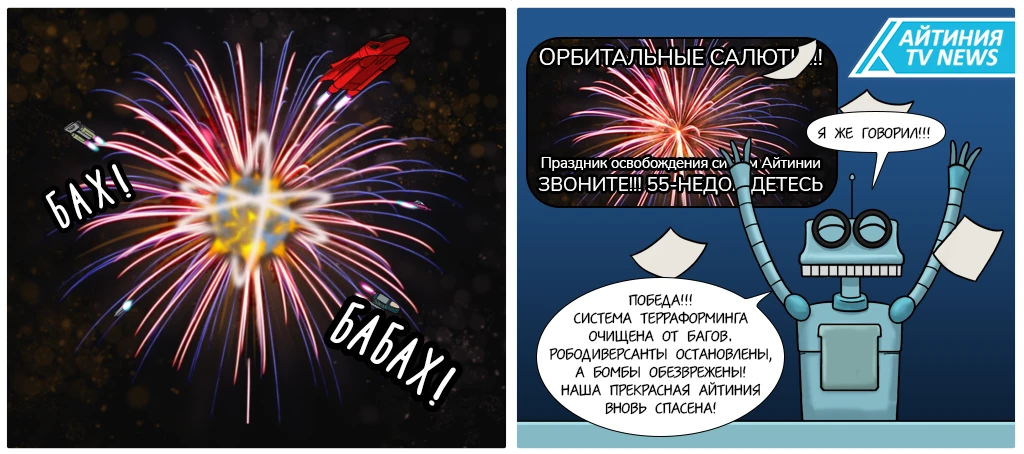 БАХ!
БАБАХ!
АЙТИНИЯ
TV NEWS
ОРБИТАЛЬНЫЕ САЛЮТ !!
Праздник освобождения Айтинии
ЗВОНИТЕ!!! 55-НЕДО ДЕТЕСЬ
Я ЖЕ ГОВОРИЛ!!!
ПОБЕДА!!!
СИСТЕМА ТЕРРАФОРМИНГА
ОЧИЩЕНА ОТ БАГОВ.
РОБОДИВЕРСАНТЫ ОСТАНОВЛЕНЫ,
А БОМБЫ ОБЕЗВРЕЖЕНЫ!
НАША ПРЕКРАСНАЯ АЙТИНИЯ
ВНОВЬ СПАСЕНА!